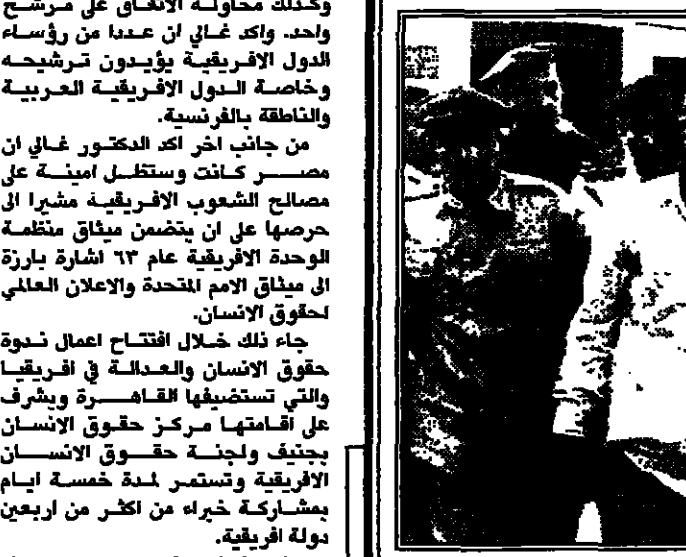 وكذلك محاولة الاتفاق على مرشح
واحد. واكد غالي ان عددا من رؤساء
الدول الافريقية يؤيدون ترشيحه
وخاصة الدول الافريقية العربية
والناطقة بالفرنسية.
من جانب اخر اكد الدكتور غالي ان
مصر كانت وستظل امينة على
مصالح الشعوب الافريقية مشيرا الى
حرصها على ان يتضمن ميثاق منظمة
الوحدة الافريقية عام ٦٣ اشارة بارزة
الى ميثاق الامم المتحدة والاعلان العالمي
لحقوق الانسان.
جاء ذلك خلال افتتاح اعمال ندوة
حقوق الانسان والعدالة في افريقيا
والتي تستضيفها القاهرة ويشرف
على اقامتها مركز حقوق الانسان
بجنيف ولجنة حقوق الانسان
الافريقية وتستمر لمدة خمسة ايام
بمشاركة خبراء من اكثر من اربعين
دولة افريقية.